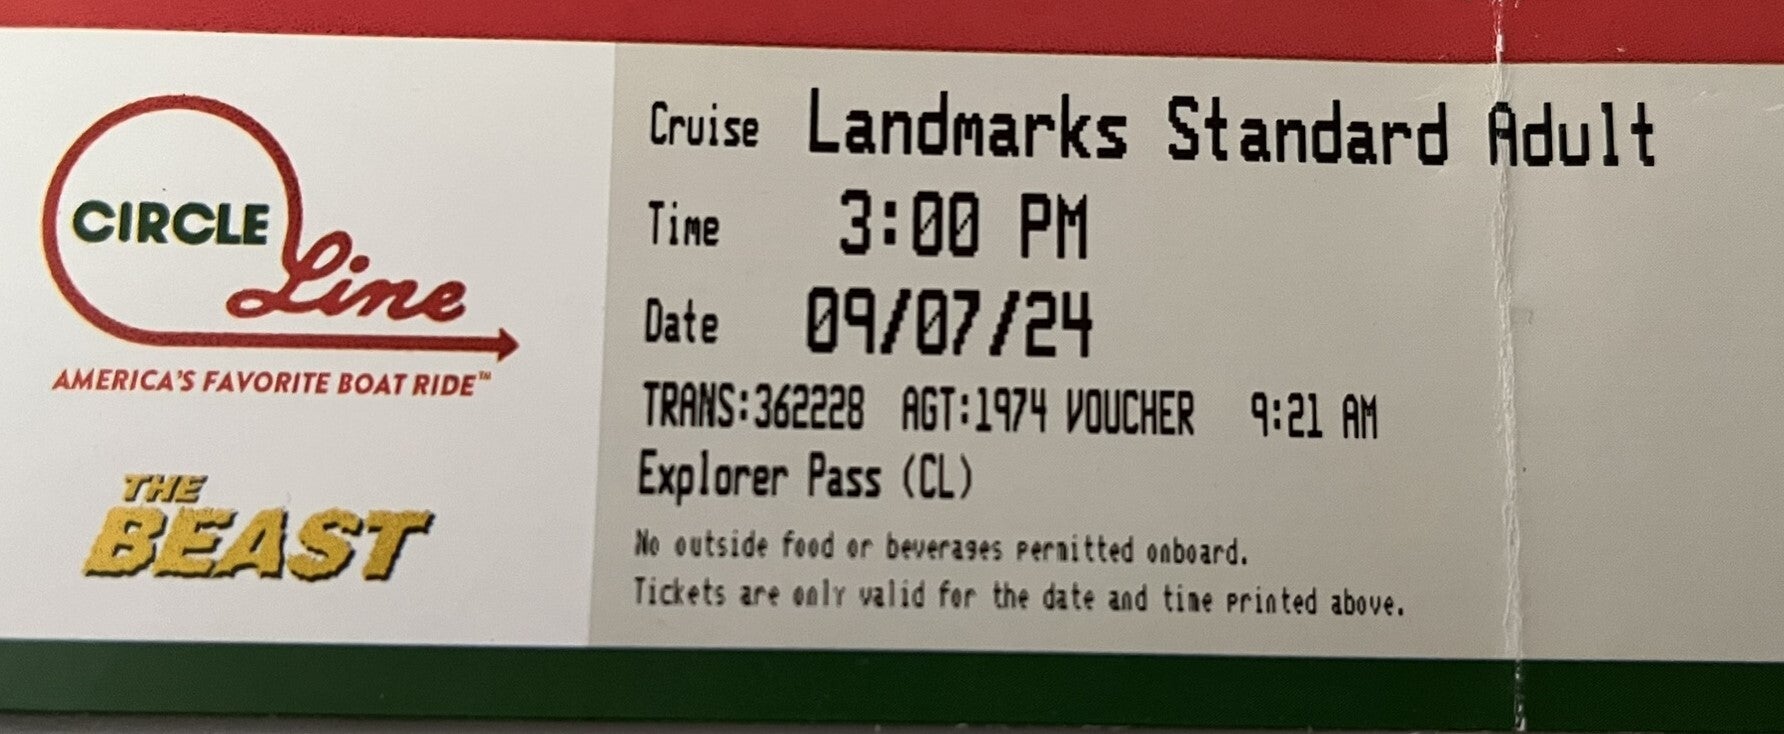 CIRCLE
Line
AMERICA'S FAVORITE BOAT RIDE™
THE
BEAST
Cruise Landmarks Standard Adult
Time 3:00 PM
Date 09/07/24
TRANS:362228 AGT:1974 VOUCHER 9:21 AM
Explorer Pass (CL)
No outside food or beverages permitted onboard.
Tickets are only valid for the date and time printed above.